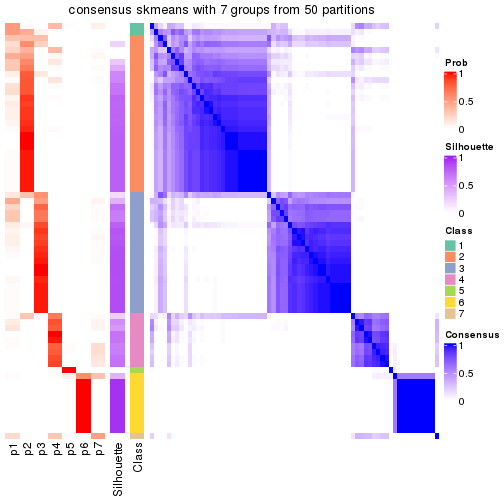 consensus skmeans with 7 groups from 50 partitions
Prob
1
0.5
0
Silhouette
1
0.5
0
Class
1
2
3
4
5
6
7
Consensus
1
0.5
0
p1
p2
p3
p4
p5
p6
p7
Silhouette
Class